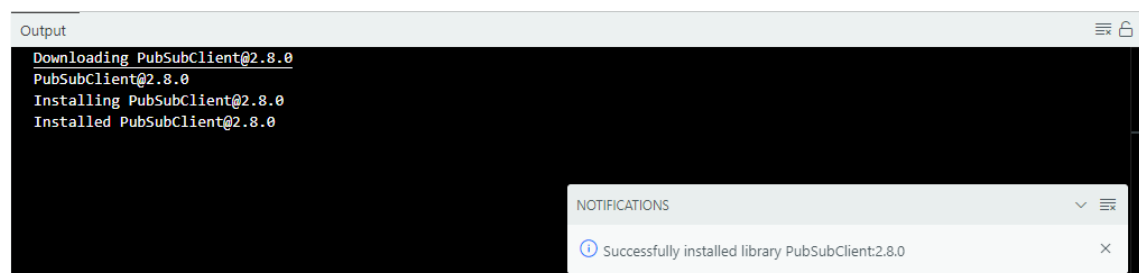 Output
Downloading PubSubClient@2.8.0
PubSubClient@2.8.0
Installing PubSubClient@2.8.0
Installed PubSubClient@2.8.0
NOTIFICATIONS
Successfully installed library PubSubClient:2.8.0